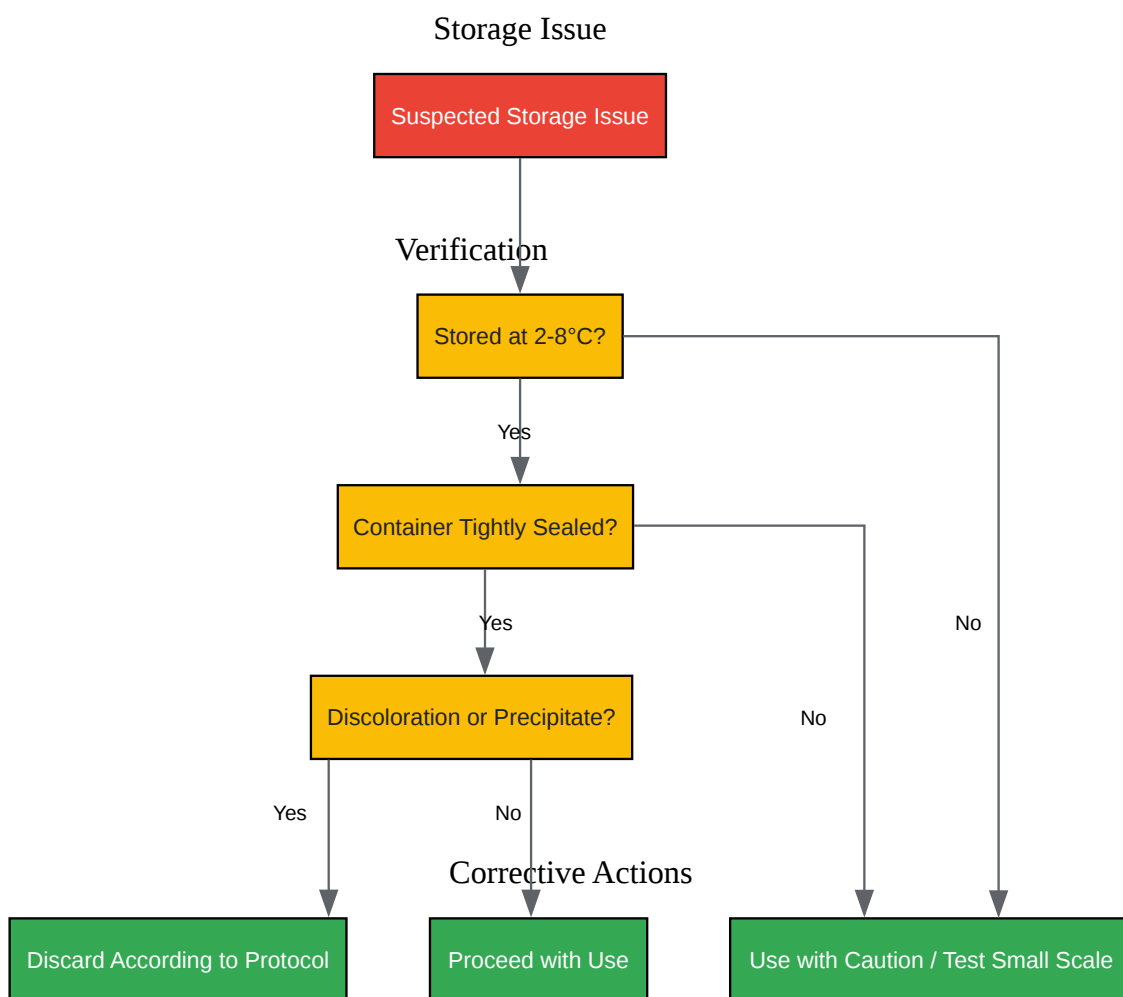 Storage Issue
Suspected Storage Issue
Verification
Stored at 2-8°C?
Yes
Container Tightly Sealed?
Yes
No
Discoloration or Precipitate?
No
Yes
No
Corrective Actions
Discard According to Protocol
Proceed with Use
Use with Caution / Test Small Scale